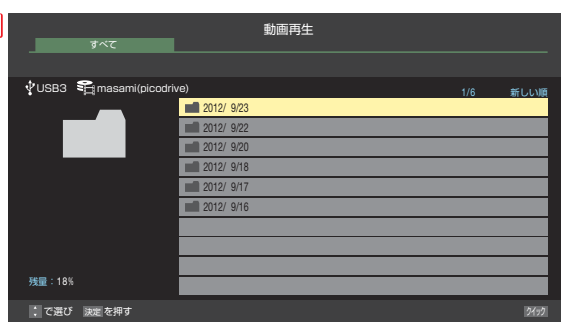 動画再生
すべて
USB3 masami(picodrive)
1/6 新しい順
2012/ 9/23
2012/ 9/22
2012/ 9/20
2012/ 9/18
2012/ 9/17
2012/ 9/16
残量：18%
で選び 決定 を押す
クイック